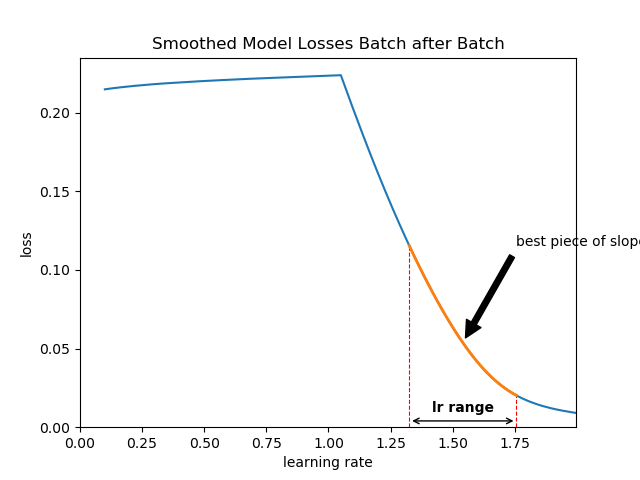 Smoothed Model Losses Batch after Batch
0.20
0.15
0.10
0.05
0.00
loss
best piece of slope
lr range
0.00 0.25 0.50 0.75 1.00 1.25 1.50 1.75
learning rate